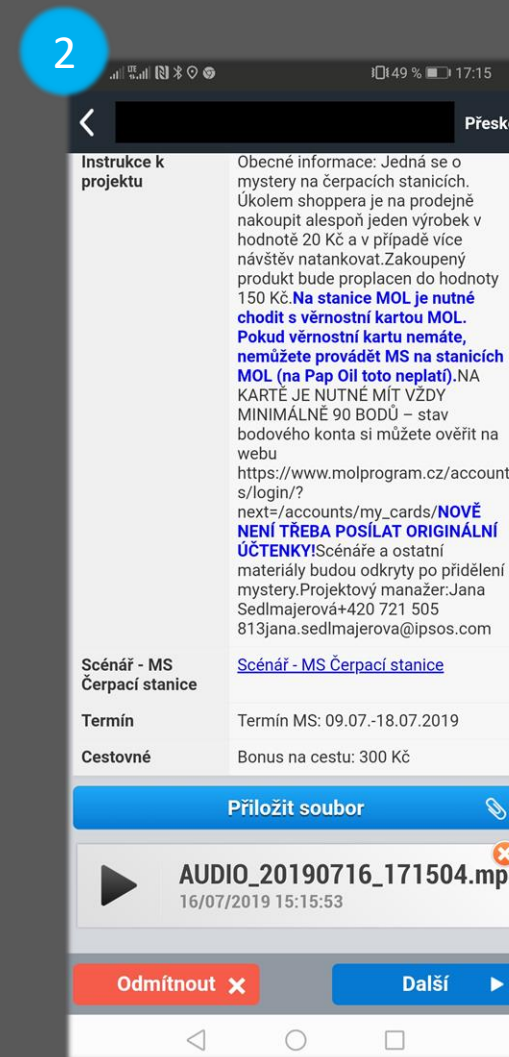 2
49 % 17:15
Přesko
Instrukce k
projektu
Obecné informace: Jedná se o
mystery na čerpacích stanicích.
Úkolem shoppera je na prodejně
nakoupit alespoň jeden výrobek v
hodnotě 20 Kč a v případě více
návštěv natankovat.Zakoupený
produkt bude proplacen do hodnoty
150 Kč.Na stanice MOL je nutné
chodit s věrnostní kartou MOL.
Pokud věrnostní kartu nemáte,
nemůžete provádět MS na stanicích
MOL (na Pap Oil toto neplatí).NA
KARTĚ JE NUTNÉ MÍT VŽDY
MINIMÁLNĚ 90 BODŮ – stav
bodového konta si můžete ověřit na
webu
https://www.molprogram.cz/account
s/login/?
next=/accounts/my_cards/NOVĚ
NENÍ TŘEBA POSÍLAT ORIGINÁLNÍ
ÚČTENKY!Scénáře a ostatní
materiály budou odkryty po přidělení
mystery.Projektový manažer:Jana
Sedlmajerová+420 721 505
813jana.sedlmajerova@ipsos.com
Scénář - MS
Čerpací stanice
Scénář - MS Čerpací stanice
Termín
Termín MS: 09.07.-18.07.2019
Cestovné
Bonus na cestu: 300 Kč
Přiložit soubor
AUDIO_20190716_171504.mp
16/07/2019 15:15:53
Odmítnout
Další